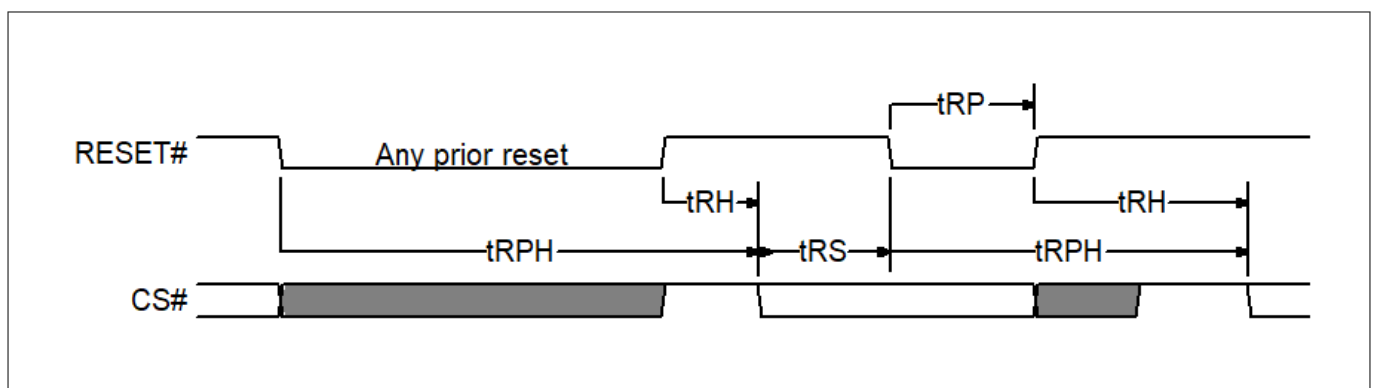 tRP
RESET#
Any prior reset
tRH
tRH
tRPH
tRS
tRPH
CS#